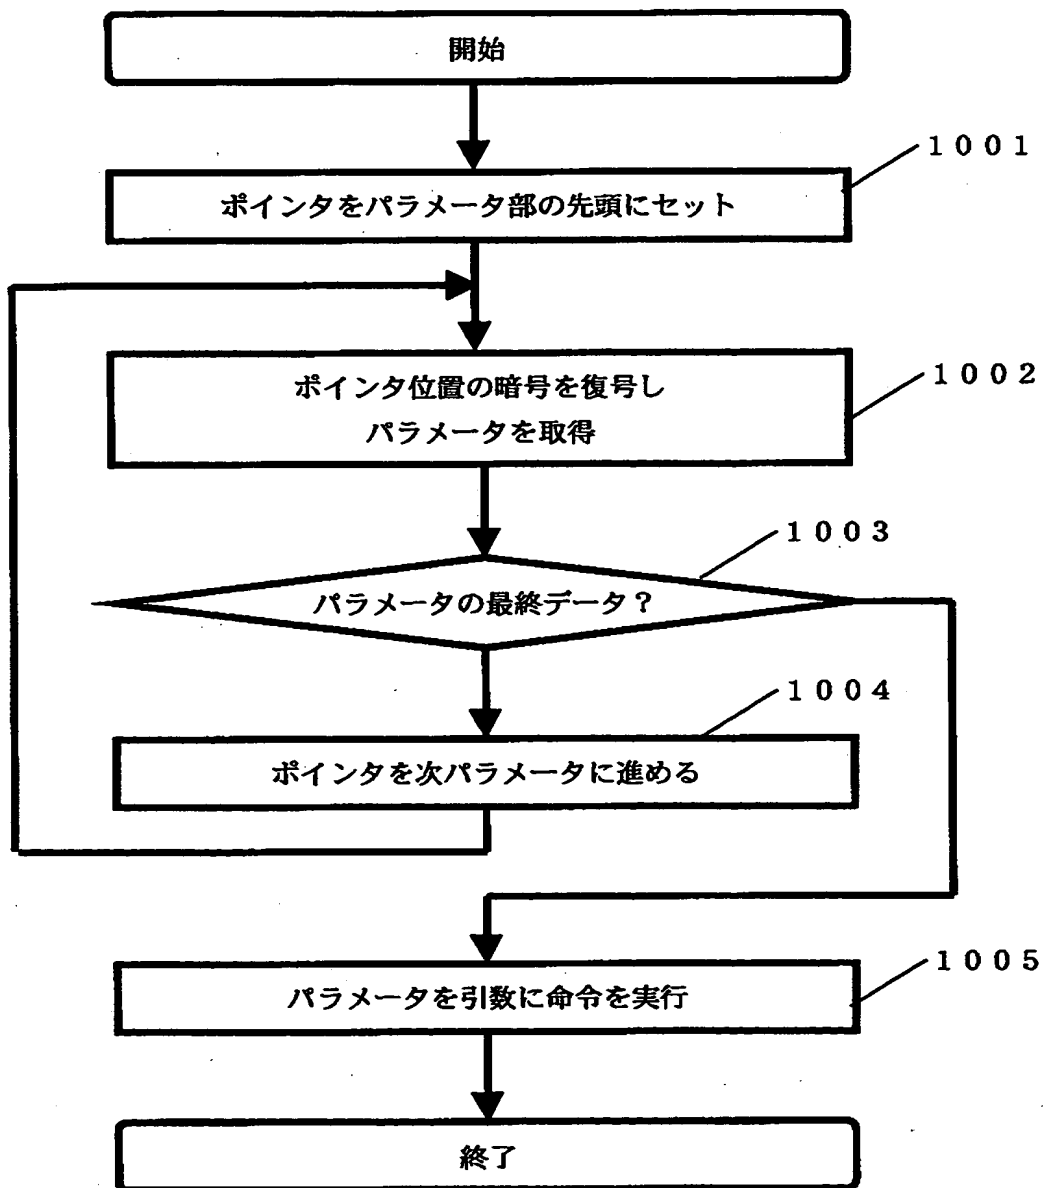 開始
１００１
ポインタをパラメータ部の先頭にセット
１００２
ポインタ位置の暗号を復号し
パラメータを取得
１００３
パラメータの最終データ？
１００４
ポインタを次パラメータに進める
１００５
パラメータを引数に命令を実行
終了